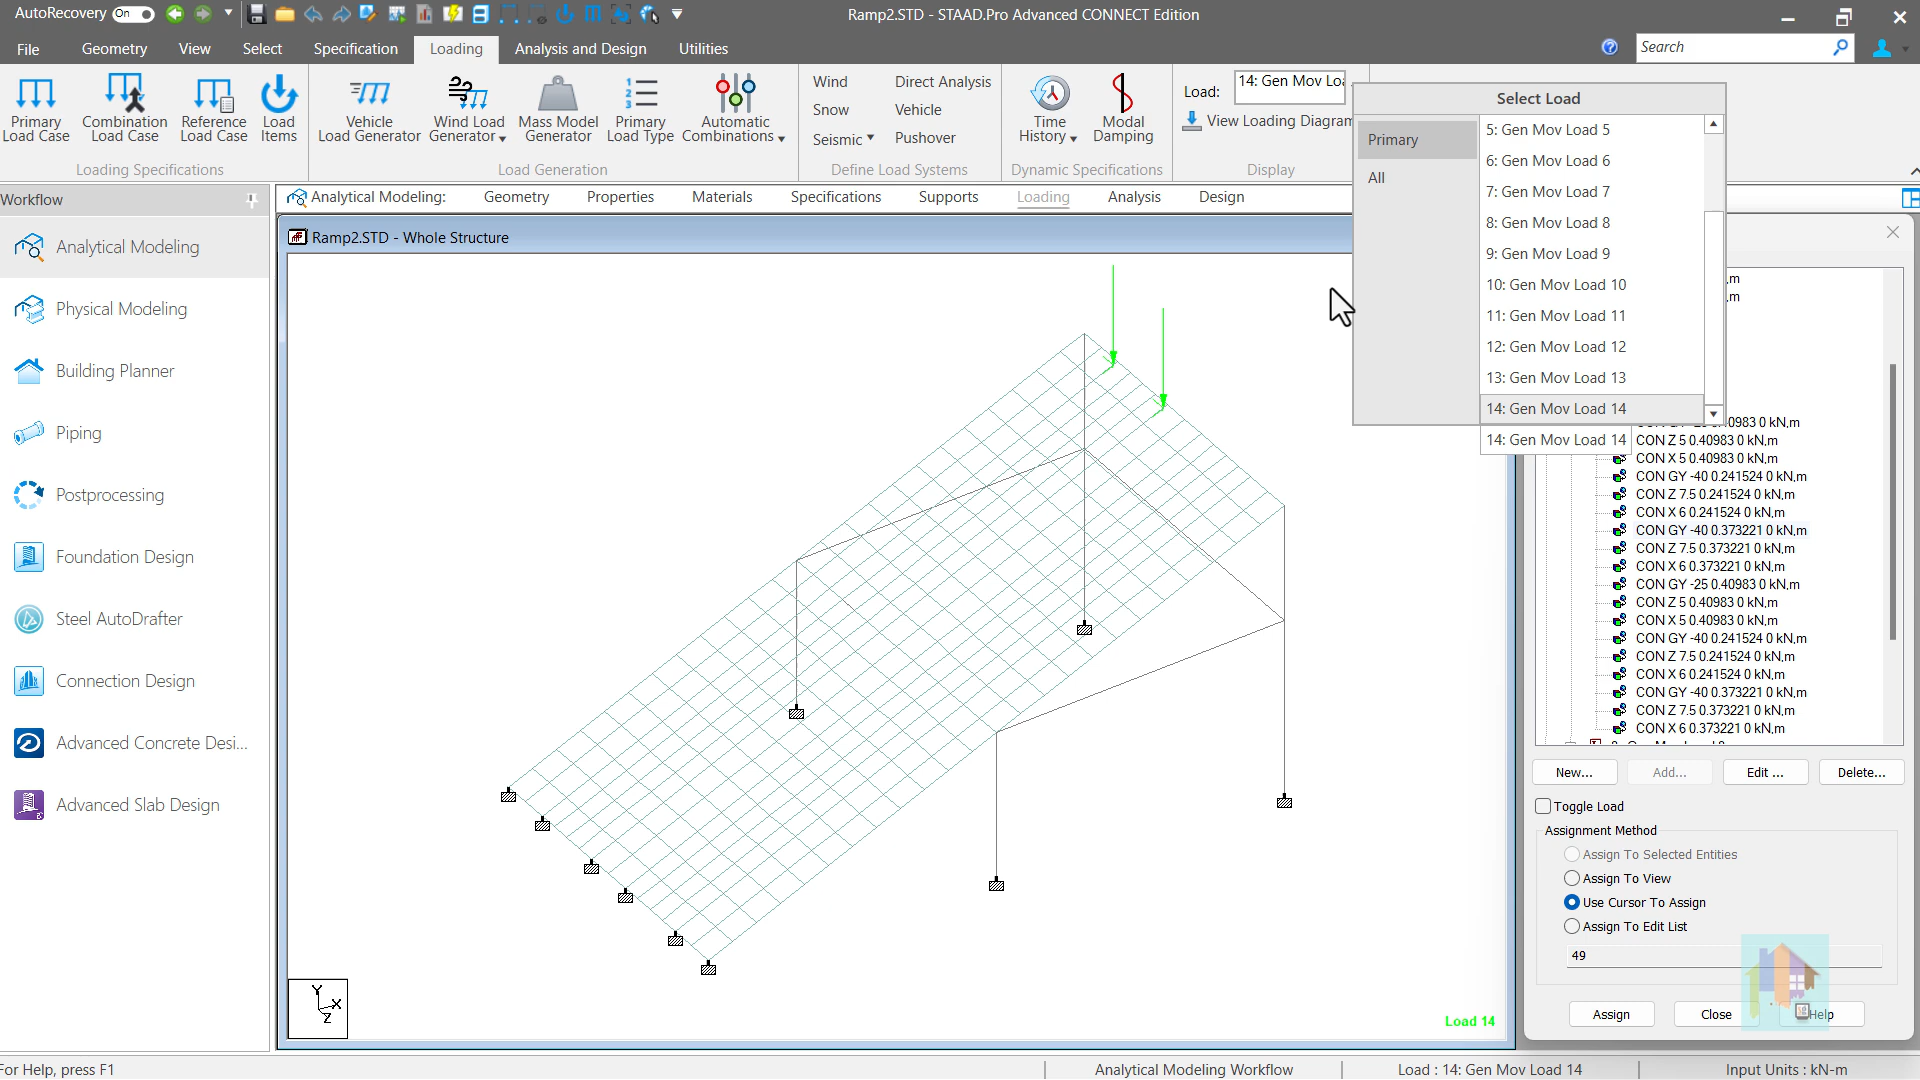 AutoRecovery On
Ramp2.STD - STAAD.Pro Advanced CONNECT Edition
File Geometry View Select Specification Loading Analysis and Design Utilities
Search
Primary Load Case
Combination Load Case
Reference Load Case
Load Items
Loading Specifications
Vehicle Load Generator
Wind Load Generator
Mass Model Generator
Primary Load Type
Automatic Combinations
Load Generation
Wind Direct Analysis
Snow Vehicle
Seismic Pushover
Define Load Systems
Time History
Modal Damping
Dynamic Specifications
Load: 14: Gen Mov Loa
View Loading Diagram
Display
Select Load
Primary
All
5: Gen Mov Load 5
6: Gen Mov Load 6
7: Gen Mov Load 7
8: Gen Mov Load 8
9: Gen Mov Load 9
10: Gen Mov Load 10
11: Gen Mov Load 11
12: Gen Mov Load 12
13: Gen Mov Load 13
14: Gen Mov Load 14
14: Gen Mov Load 14
Workflow
Analytical Modeling: Geometry Properties Materials Specifications Supports Loading Analysis Design
Ramp2.STD - Whole Structure
Analytical Modeling
Physical Modeling
Building Planner
Piping
Postprocessing
Foundation Design
Steel AutoDrafter
Connection Design
Advanced Concrete Desi...
Advanced Slab Design
Y
X
Z
Load 14
.m
.m
0983 0 kN,m
CON Z 5 0.40983 0 kN,m
CON X 5 0.40983 0 kN,m
CON GY -40 0.241524 0 kN,m
CON Z 7.5 0.241524 0 kN,m
CON X 6 0.241524 0 kN,m
CON GY -40 0.373221 0 kN,m
CON Z 7.5 0.373221 0 kN,m
CON X 6 0.373221 0 kN,m
CON GY -25 0.40983 0 kN,m
CON Z 5 0.40983 0 kN,m
CON X 5 0.40983 0 kN,m
CON GY -40 0.241524 0 kN,m
CON Z 7.5 0.241524 0 kN,m
CON X 6 0.241524 0 kN,m
CON GY -40 0.373221 0 kN,m
CON Z 7.5 0.373221 0 kN,m
CON X 6 0.373221 0 kN,m
New... Add... Edit ... Delete...
Toggle Load
Assignment Method
Assign To Selected Entities
Assign To View
Use Cursor To Assign
Assign To Edit List
49
Assign Close Help
For Help, press F1
Analytical Modeling Workflow
Load : 14: Gen Mov Load 14
Input Units : kN-m